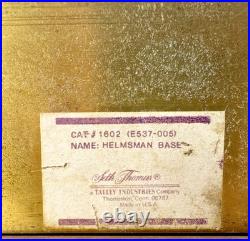 CAT# 1602 (E537-005)
NAME: HELMSMAN BASE
Seth Thomas ®
a TALLEY INDUSTRIES Company
Thomaston, Conn. 06787
Made in U.S.A.